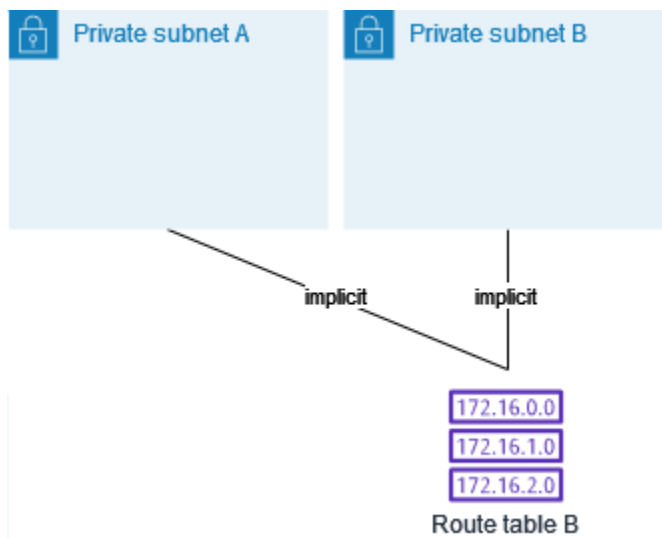 Private subnet A
Private subnet B
implicit
implicit
172.16.0.0
172.16.1.0
172.16.2.0
Route table B